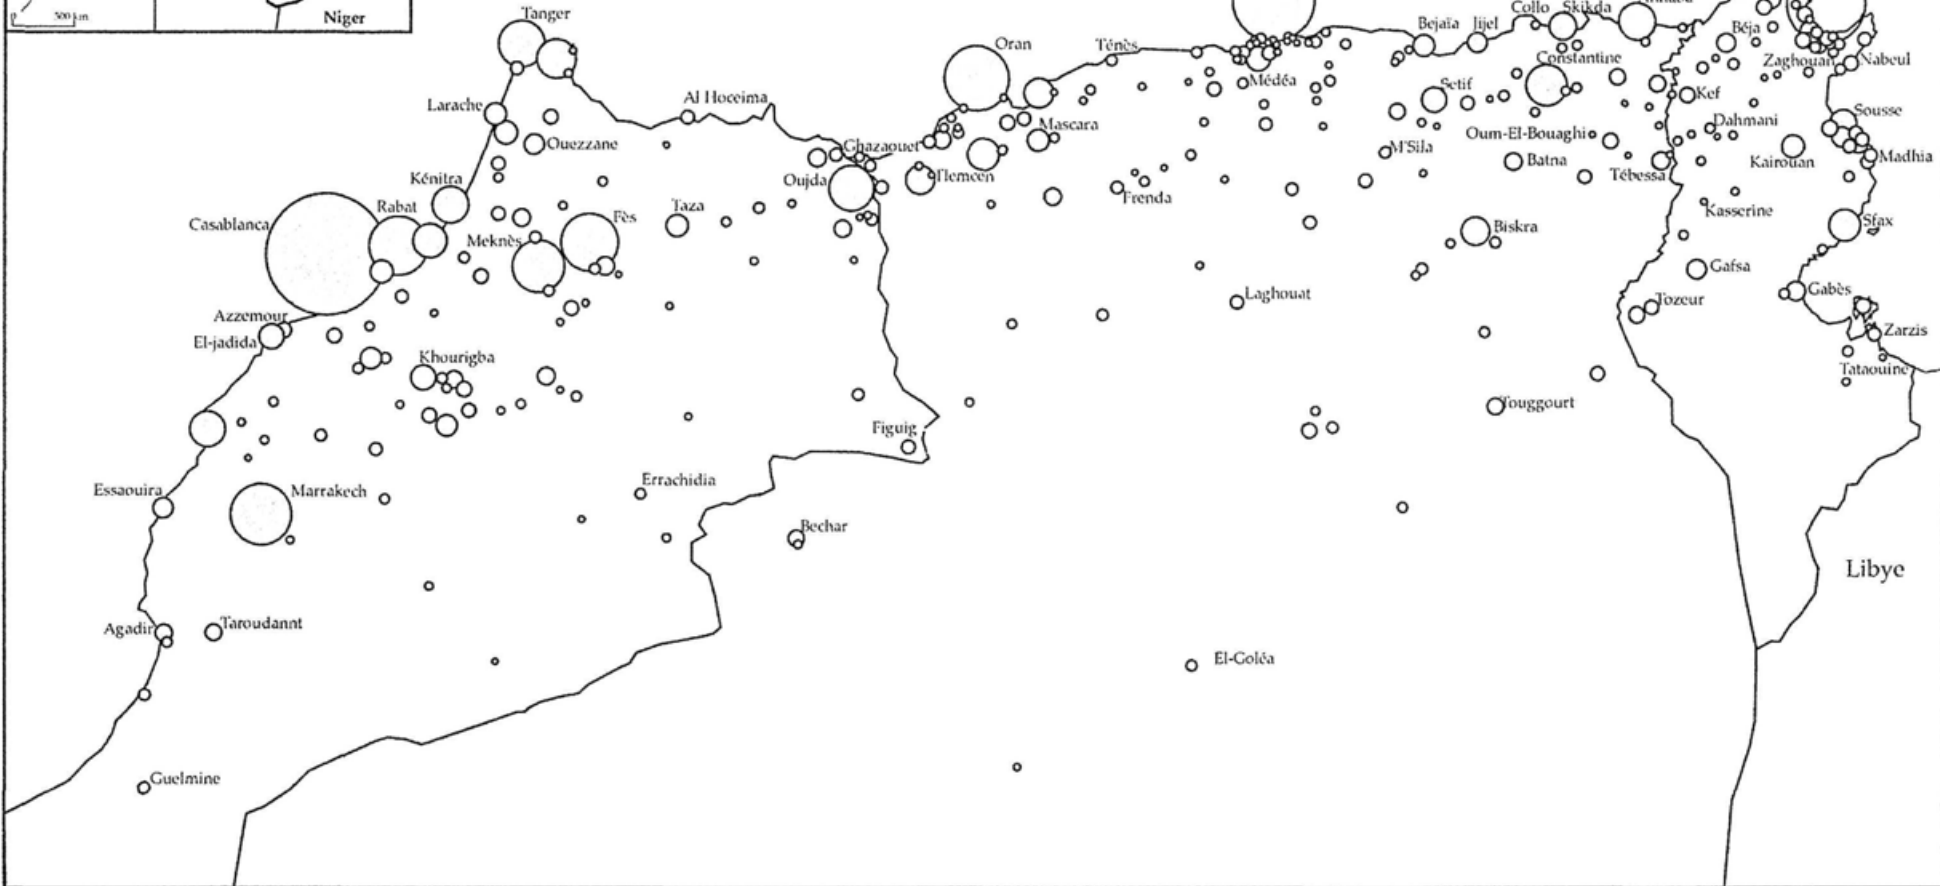 500 km
Niger
Tanger
Oran
Ténès
Bejaïa
Jijel
Collo
Skikda
Béja
Zaghouan
Nabeul
Constantine
Médéa
Setif
Kef
Sousse
Larache
Al Hoceima
Ouezzane
Ghazaouet
Mascara
M'Sila
Oum-El-Bouaghi
Dahmani
Batna
Tébessa
Kairouan
Madhia
Kénitra
Oujda
Tlemcen
Frenda
Casablanca
Rabat
Meknès
Fès
Taza
Kasserine
Biskra
Sfax
Gafsa
Laghouat
Tozeur
Gabès
Azzemour
El-jadida
Zarzis
Khourigba
Tataouine
Touggourt
Figuig
Essaouira
Marrakech
Errachidia
Bechar
Libye
Agadir
Taroudannt
El-Goléa
Guelmine